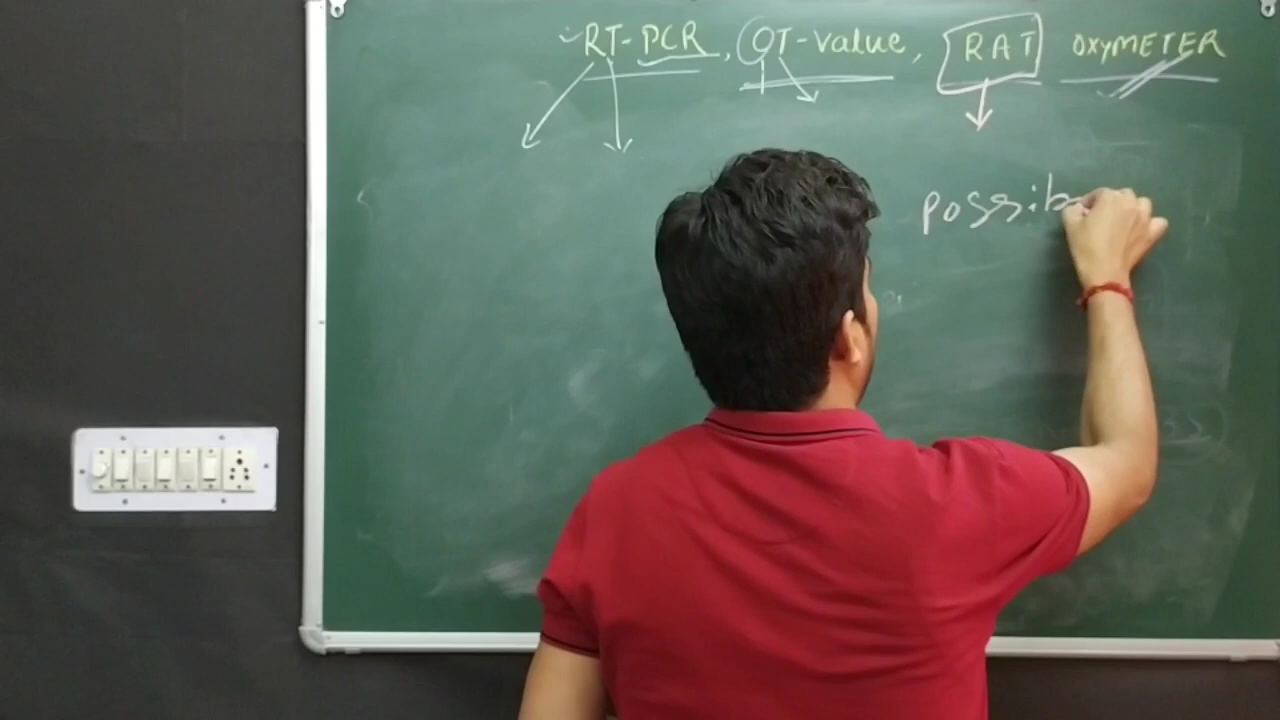 RT-PCR, CT-value, RAT OXYMETER
possib